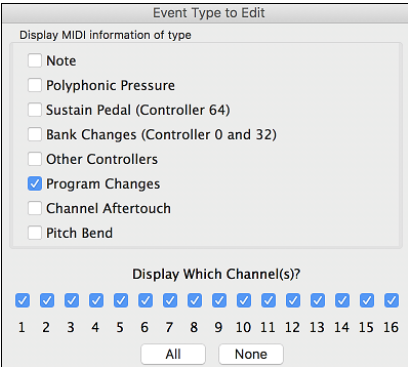 Event Type to Edit
Display MIDI information of type
Note
Polyphonic Pressure
Sustain Pedal (Controller 64)
Bank Changes (Controller 0 and 32)
Other Controllers
Program Changes
Channel Aftertouch
Pitch Bend
Display Which Channel(s)?
1 2 3 4 5 6 7 8 9 10 11 12 13 14 15 16
All None